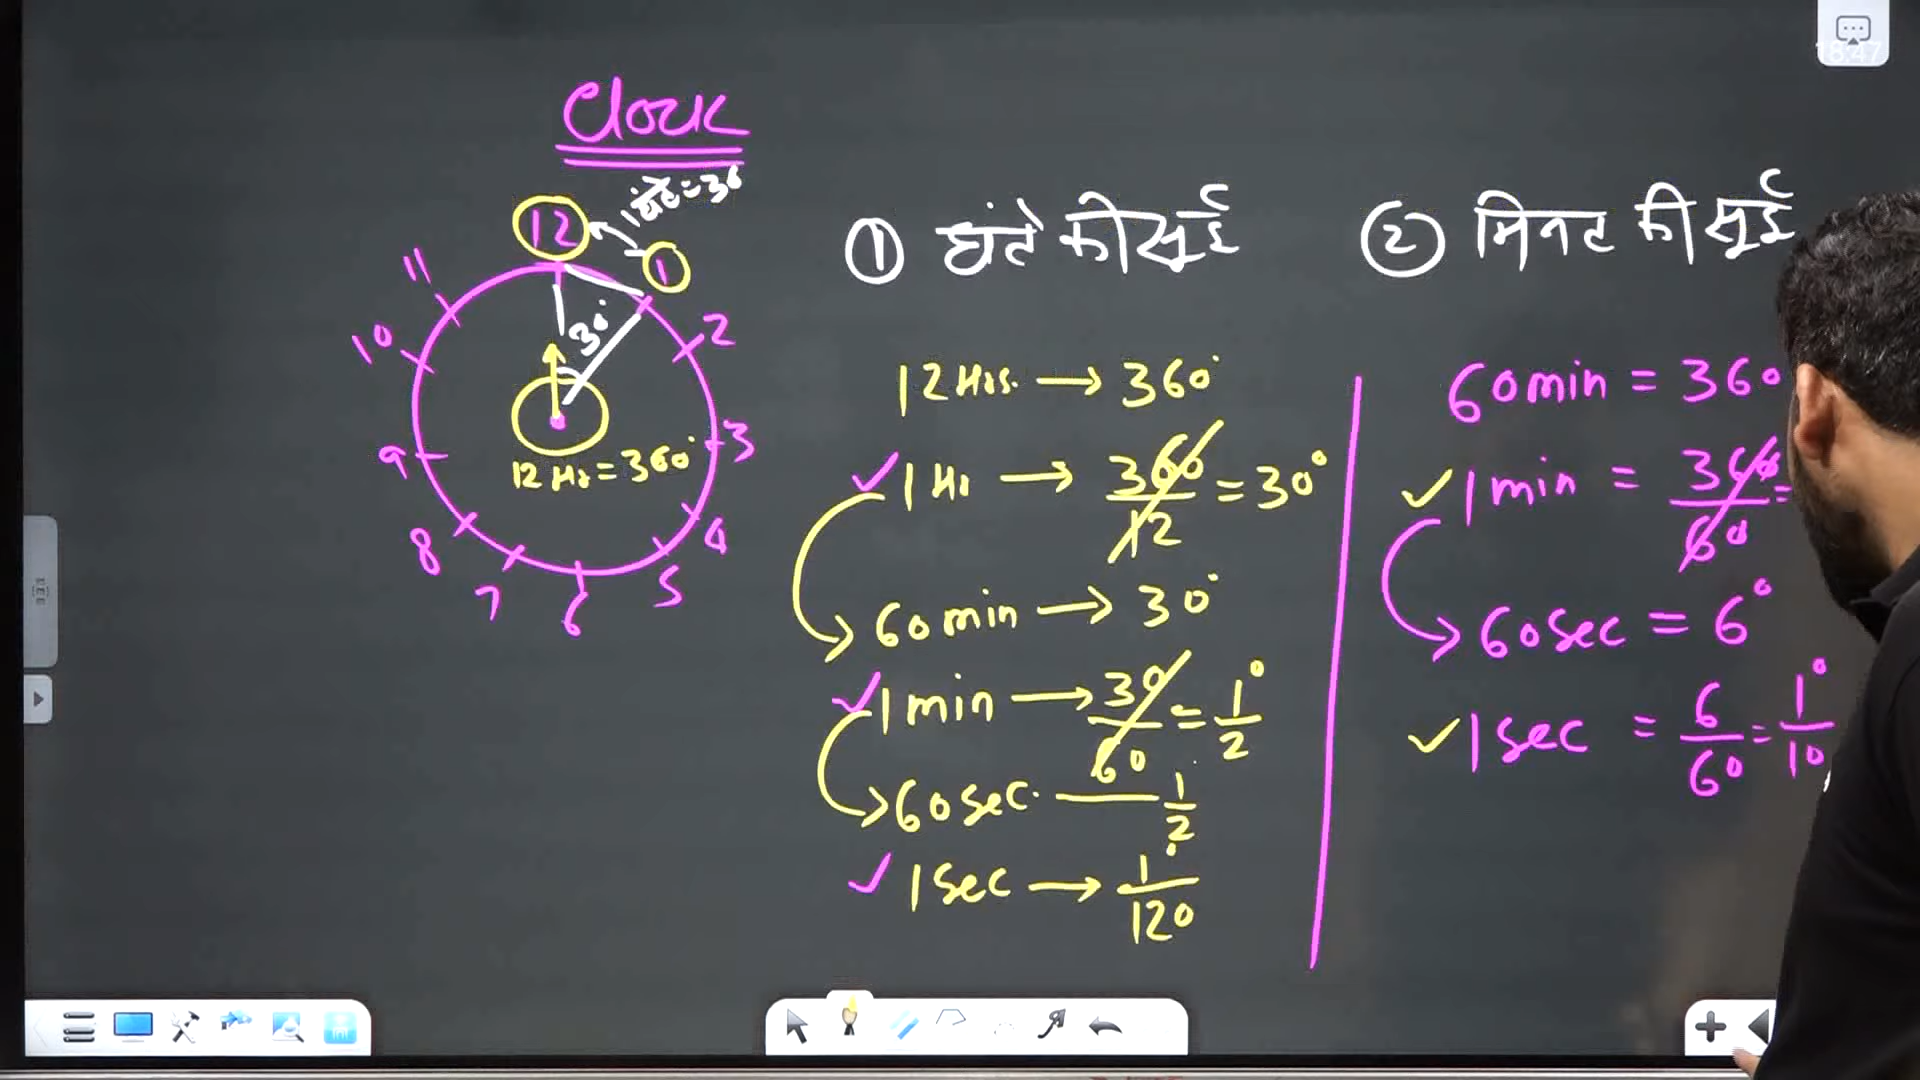 18:47
Clock
1 घंटे = 30
12
1
2
3
4
5
6
7
8
9
10
11
30°
12 Hr = 360°
① घंटे की सूई
12 Hrs. → 360°
✓ 1 Hr → 360/12 = 30°
60 min → 30°
✓ 1 min → 30/60 = 1°/2
60 sec. — 1/2
✓ 1 sec → 1°/120
② मिनट की सूई
60 min = 360
✓ 1 min = 360/60 =
60 sec = 6°
✓ 1 sec = 6/60 = 1°/10